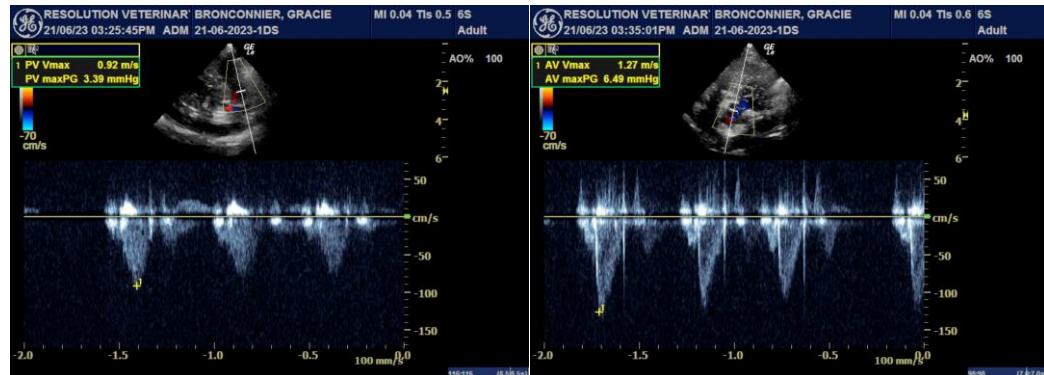 RESOLUTION VETERINAR BRONCONNIER, GRACIE MI 0.04 TIs 0.5 6S
21/06/23 03:25:45PM ADM 21-06-2023-1DS Adult
1 PV Vmax 0.92 m/s
PV maxPG 3.39 mmHg
AO% 100
2
4
6
-70
cm/s
50
cm/s
-50
-100
-150
1
-2.0 -1.5 -1.0 -0.5 0.0
100 mm/s
110:116
RESOLUTION VETERINAR BRONCONNIER, GRACIE MI 0.04 TIs 0.6 6S
21/06/23 03:35:01PM ADM 21-06-2023-1DS Adult
1 AV Vmax 1.27 m/s
AV maxPG 6.49 mmHg
AO% 100
2
4
6
-70
cm/s
50
cm/s
-50
-100
-150
1
-2.0 -1.5 -1.0 -0.5 0.0
100 mm/s
98:98